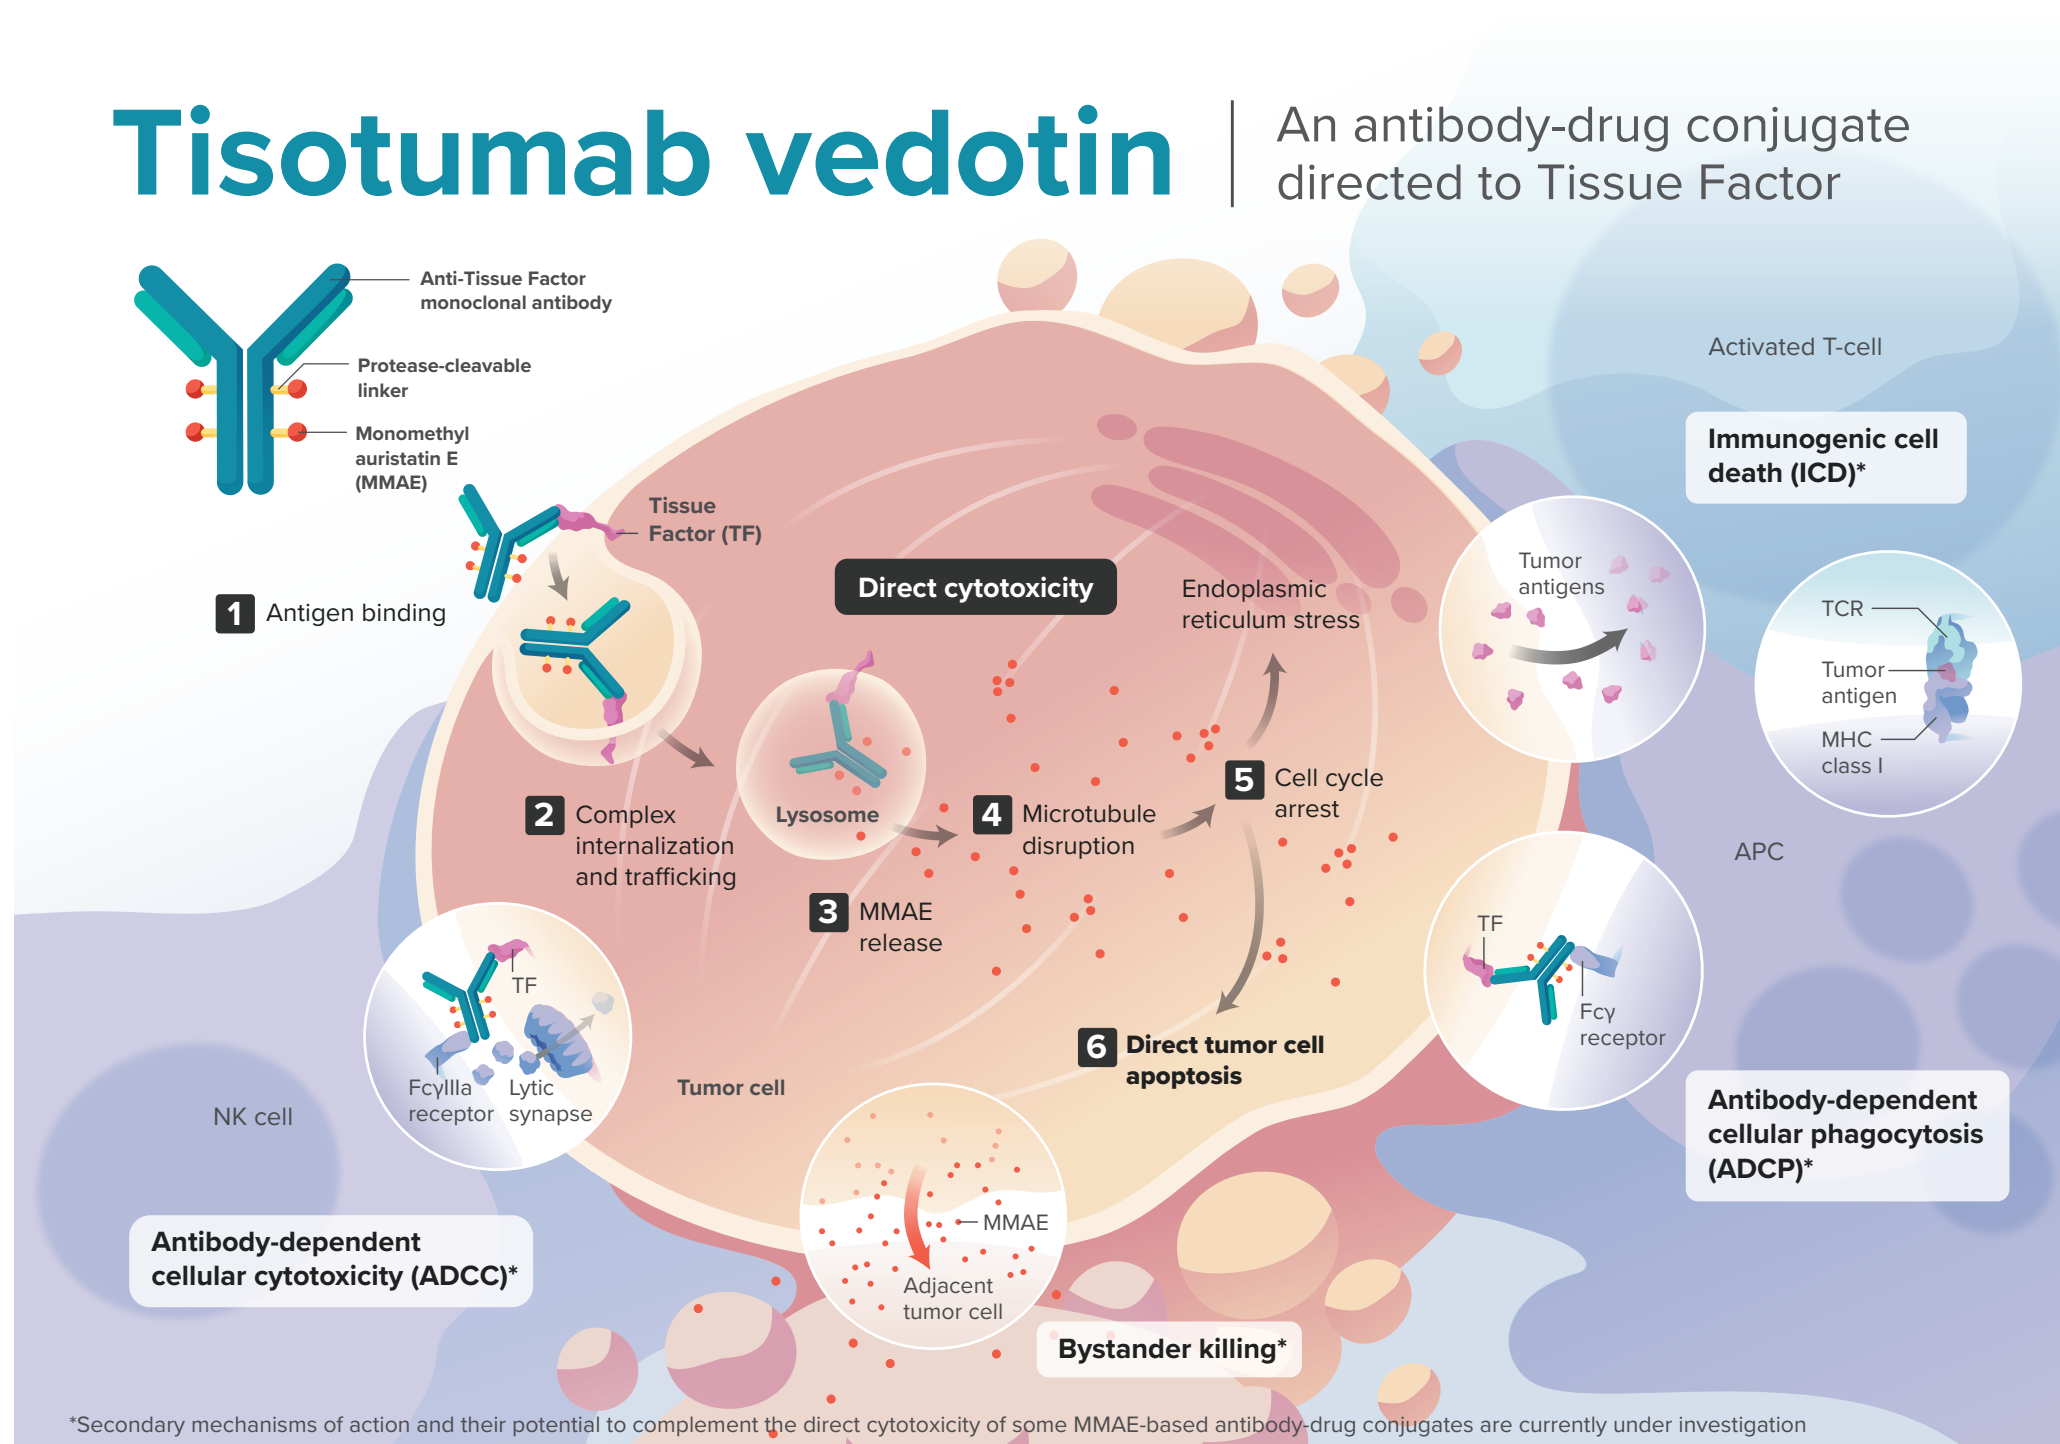 Tisotumab vedotin
An antibody-drug conjugate
directed to Tissue Factor
Anti-Tissue Factor
monoclonal antibody
Protease-cleavable
linker
Monomethyl
auristatin E
(MMAE)
Tissue
Factor (TF)
1 Antigen binding
Direct cytotoxicity
Endoplasmic
reticulum stress
Lysosome
2 Complex
internalization
and trafficking
3 MMAE
release
4 Microtubule
disruption
5 Cell cycle
arrest
6 Direct tumor cell
apoptosis
Tumor cell
Activated T-cell
Immunogenic cell
death (ICD)*
Tumor
antigens
TCR
Tumor
antigen
MHC
class I
APC
TF
Fcγ
receptor
Antibody-dependent
cellular phagocytosis
(ADCP)*
TF
FcγIIIa
receptor
Lytic
synapse
NK cell
Antibody-dependent
cellular cytotoxicity (ADCC)*
MMAE
Adjacent
tumor cell
Bystander killing*
*Secondary mechanisms of action and their potential to complement the direct cytotoxicity of some MMAE-based antibody-drug conjugates are currently under investigation